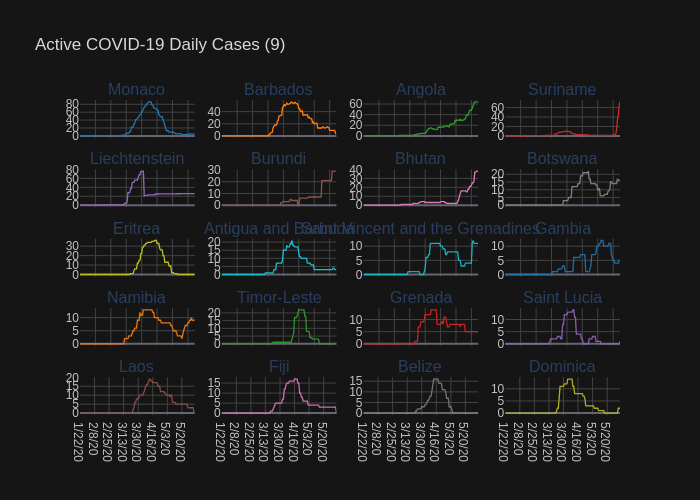 Active COVID-19 Daily Cases (9)
Monaco Barbados Angola Suriname
80 60 40 20 0
40 20 0
60 40 20 0
60 40 20 0
Liechtenstein Burundi Bhutan Botswana
80 60 40 20 0
30 20 10 0
40 30 20 10 0
20 15 10 5 0
Eritrea Antigua and Barbuda Saint Vincent and the Grenadines Gambia
30 20 10 0
20 15 10 5 0
10 5 0
10 5 0
Namibia Timor-Leste Grenada Saint Lucia
10 5 0
20 15 10 5 0
10 5 0
10 5 0
Laos Fiji Belize Dominica
20 15 10 5 0
15 10 5 0
15 10 5 0
10 5 0
1/22/20 2/8/20 2/25/20 3/13/20 3/30/20 4/16/20 5/3/20 5/20/20
1/22/20 2/8/20 2/25/20 3/13/20 3/30/20 4/16/20 5/3/20 5/20/20
1/22/20 2/8/20 2/25/20 3/13/20 3/30/20 4/16/20 5/3/20 5/20/20
1/22/20 2/8/20 2/25/20 3/13/20 3/30/20 4/16/20 5/3/20 5/20/20